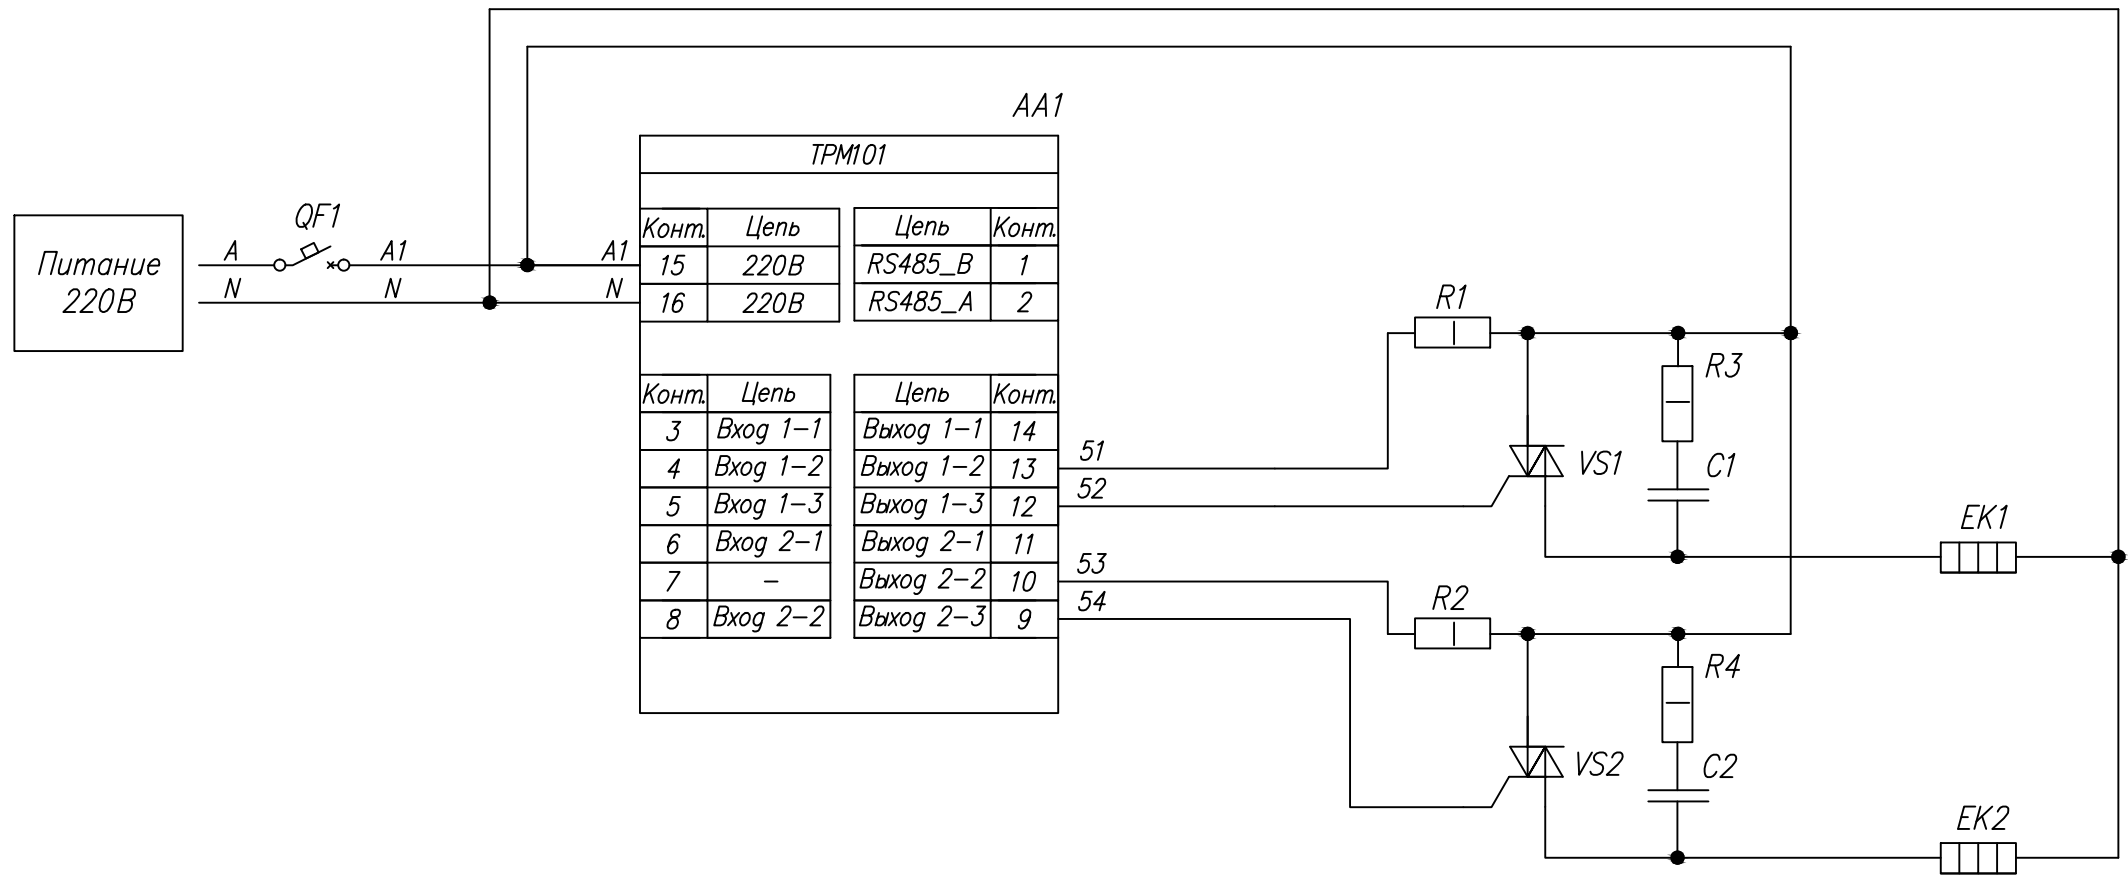 AA1
TPM101
Питание
220В
A
QF1
A1
A1
N
N
N
Конт. Цепь
15 220В
16 220В
Цепь Конт.
RS485_B 1
RS485_A 2
Конт. Цепь
3 Вход 1-1
4 Вход 1-2
5 Вход 1-3
6 Вход 2-1
7 -
8 Вход 2-2
Цепь Конт.
Выход 1-1 14
Выход 1-2 13
Выход 1-3 12
Выход 2-1 11
Выход 2-2 10
Выход 2-3 9
51
52
53
54
R1
R3
VS1
C1
EK1
R2
R4
VS2
C2
EK2